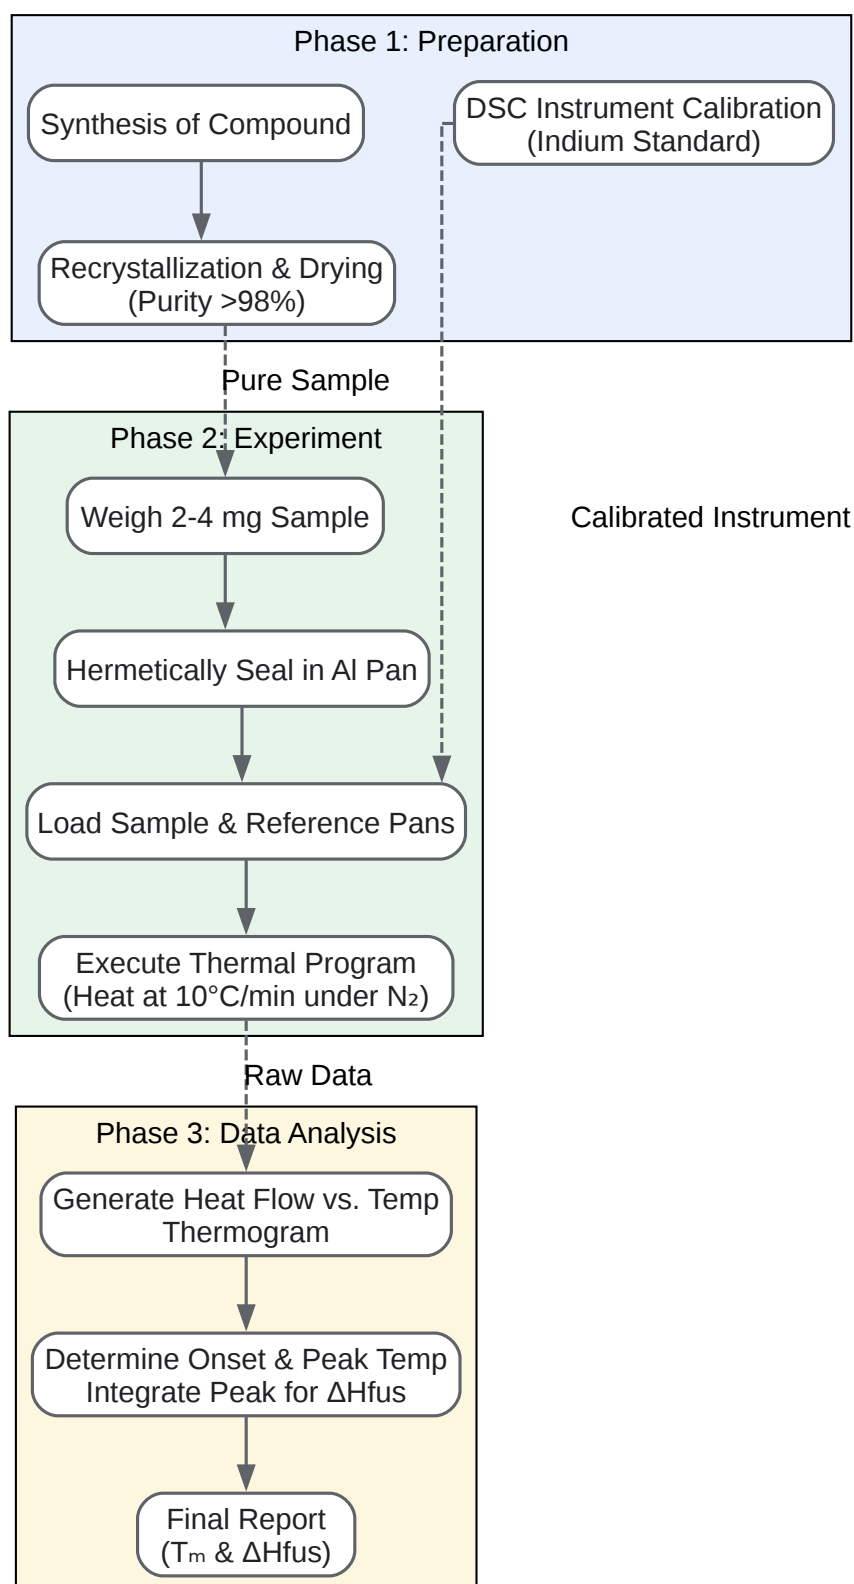 Phase 1: Preparation
Synthesis of Compound
DSC Instrument Calibration
(Indium Standard)
Recrystallization & Drying
(Purity >98%)
Pure Sample
Phase 2: Experiment
Weigh 2-4 mg Sample
Calibrated Instrument
Hermetically Seal in Al Pan
Load Sample & Reference Pans
Execute Thermal Program
(Heat at 10°C/min under N₂)
Raw Data
Phase 3: Data Analysis
Generate Heat Flow vs. Temp
Thermogram
Determine Onset & Peak Temp
Integrate Peak for ΔHfus
Final Report
(Tₘ & ΔHfus)